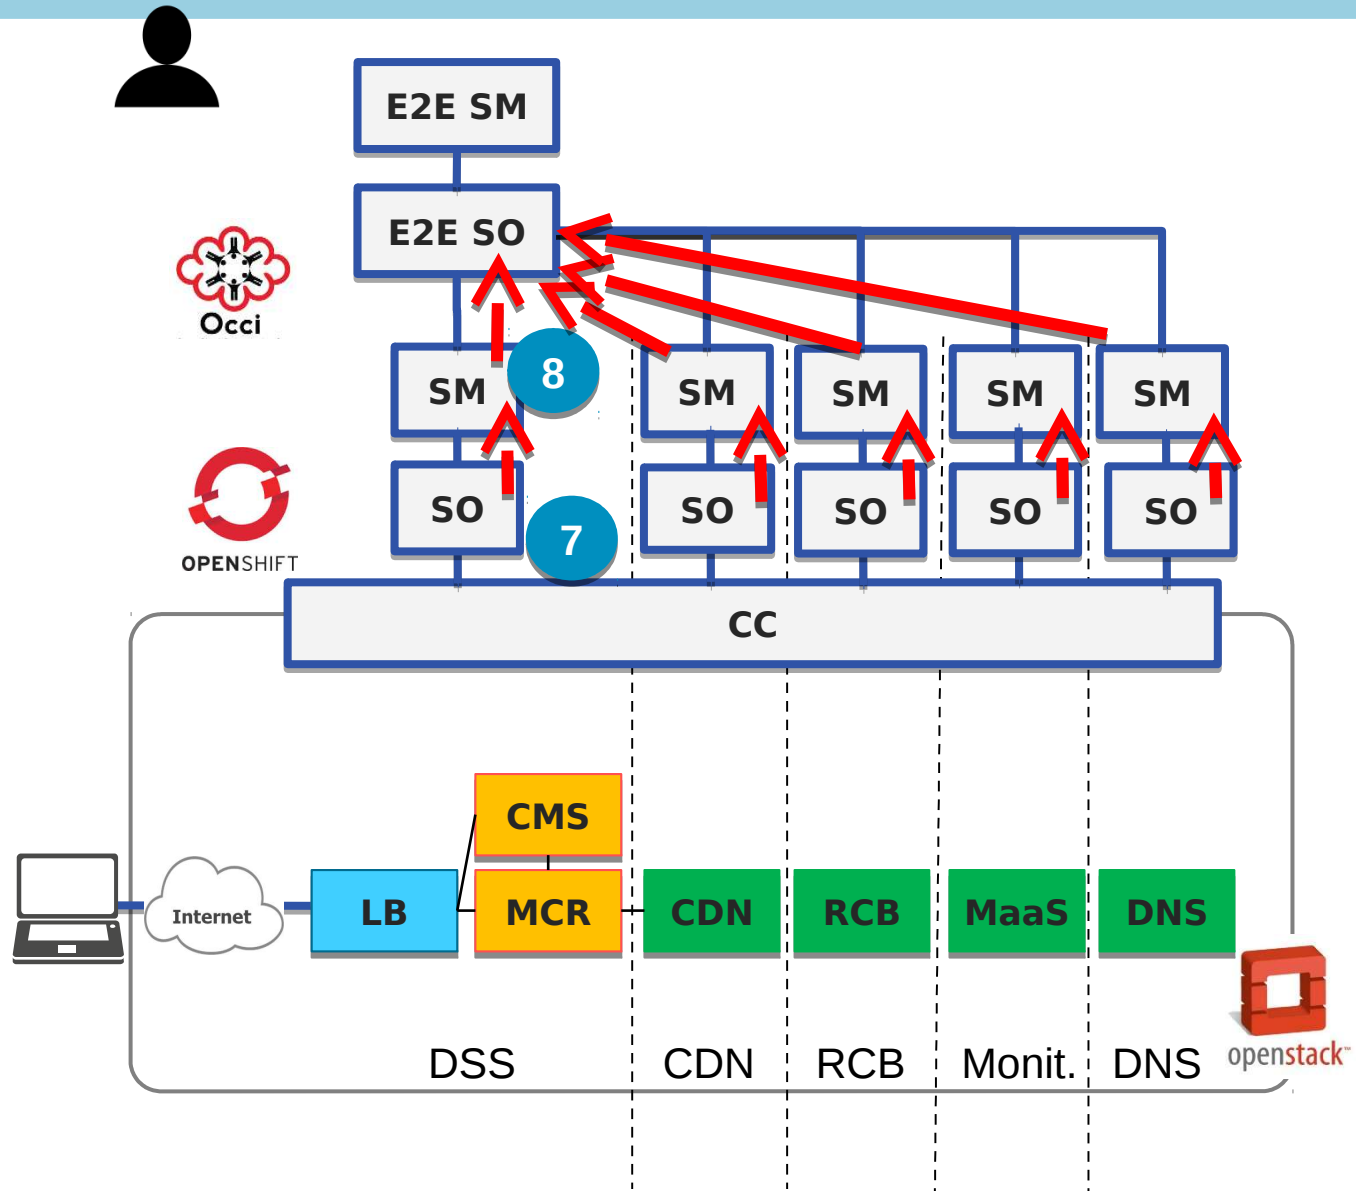 E2E SM
E2E SO
Occi
8
SM
SM
SM
SM
SM
SO
SO
SO
SO
SO
7
OPENSHIFT
CC
CMS
Internet
LB
MCR
CDN
RCB
MaaS
DNS
openstack™
DSS
CDN
RCB
Monit.
DNS